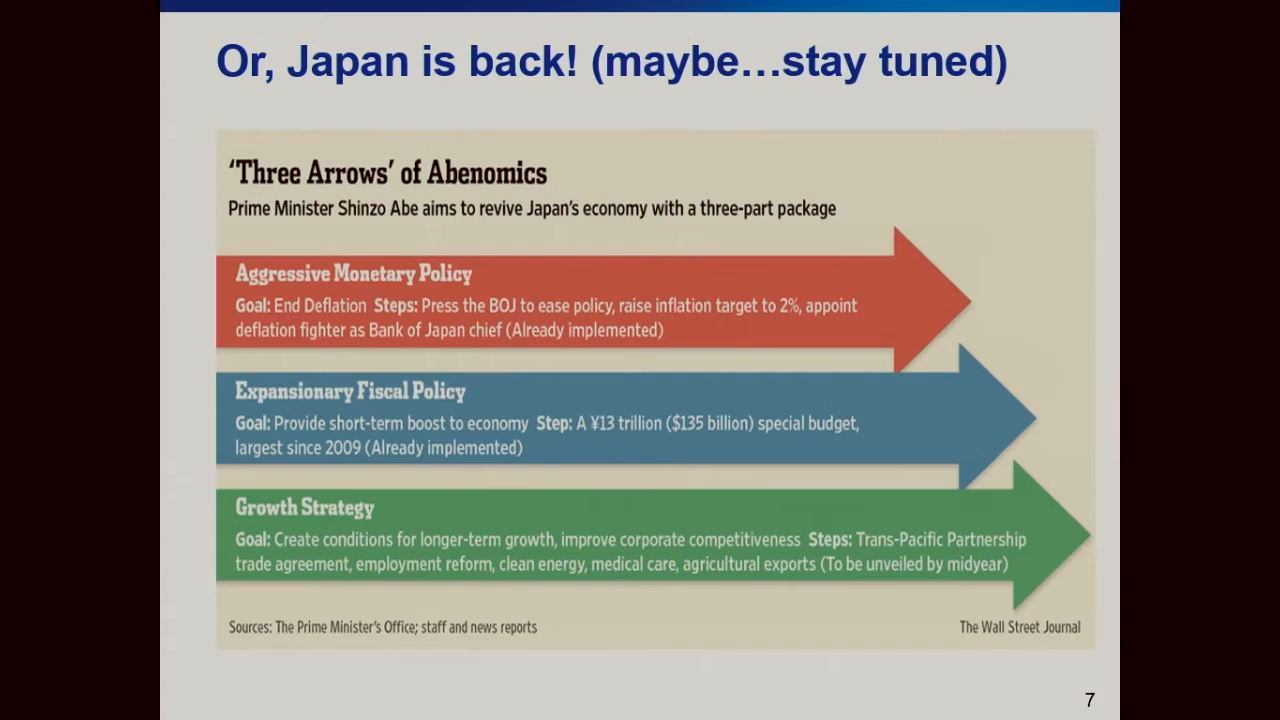 Or, Japan is back! (maybe…stay tuned)
‘Three Arrows’ of Abenomics
Prime Minister Shinzo Abe aims to revive Japan’s economy with a three-part package
Aggressive Monetary Policy
Goal: End Deflation Steps: Press the BOJ to ease policy, raise inflation target to 2%, appoint
deflation fighter as Bank of Japan chief (Already implemented)
Expansionary Fiscal Policy
Goal: Provide short-term boost to economy Step: A ¥13 trillion ($135 billion) special budget,
largest since 2009 (Already implemented)
Growth Strategy
Goal: Create conditions for longer-term growth, improve corporate competitiveness Steps: Trans-Pacific Partnership
trade agreement, employment reform, clean energy, medical care, agricultural exports (To be unveiled by midyear)
Sources: The Prime Minister’s Office; staff and news reports
The Wall Street Journal
7